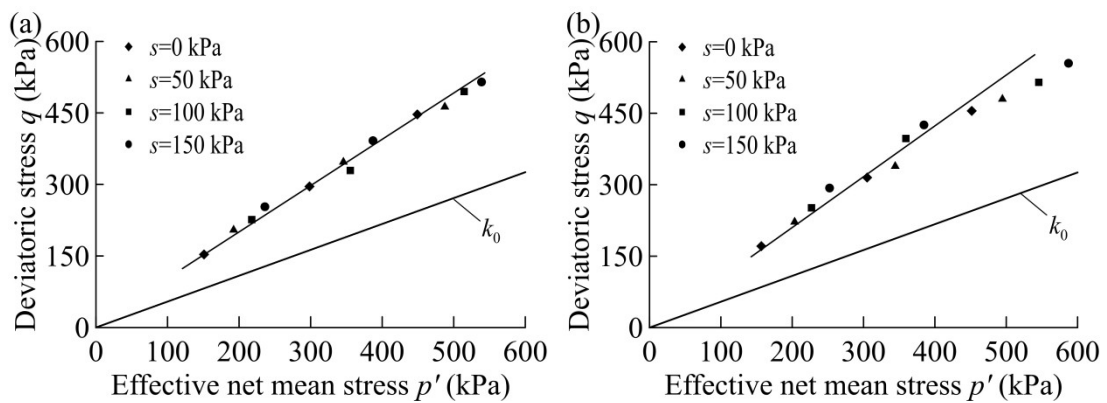 (a)
Deviatoric stress q (kPa)
600
450
300
150
0
s=0 kPa
s=50 kPa
s=100 kPa
s=150 kPa
k₀
0 100 200 300 400 500 600
Effective net mean stress p′ (kPa)
(b)
Deviatoric stress q (kPa)
600
450
300
150
0
s=0 kPa
s=50 kPa
s=100 kPa
s=150 kPa
k₀
0 100 200 300 400 500 600
Effective net mean stress p′ (kPa)